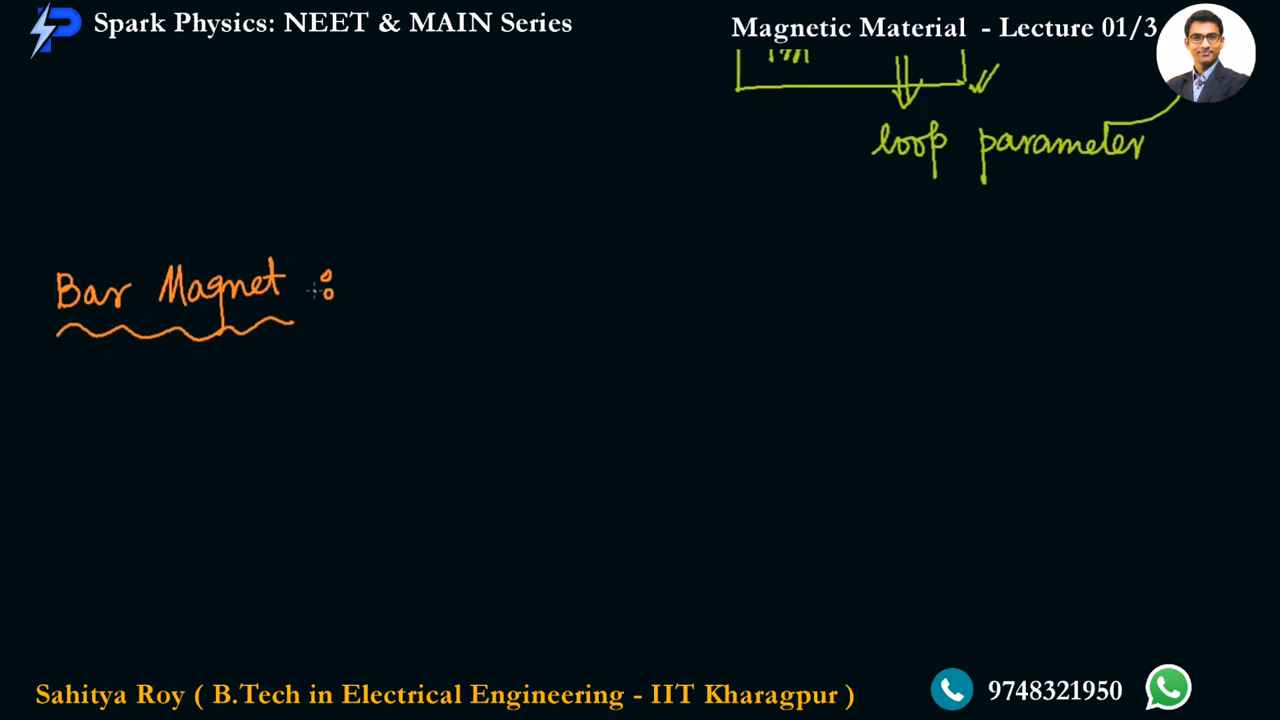 Spark Physics: NEET & MAIN Series
Magnetic Material - Lecture 01/3
loop parameter
Bar Magnet :
Sahitya Roy ( B.Tech in Electrical Engineering - IIT Kharagpur )
9748321950